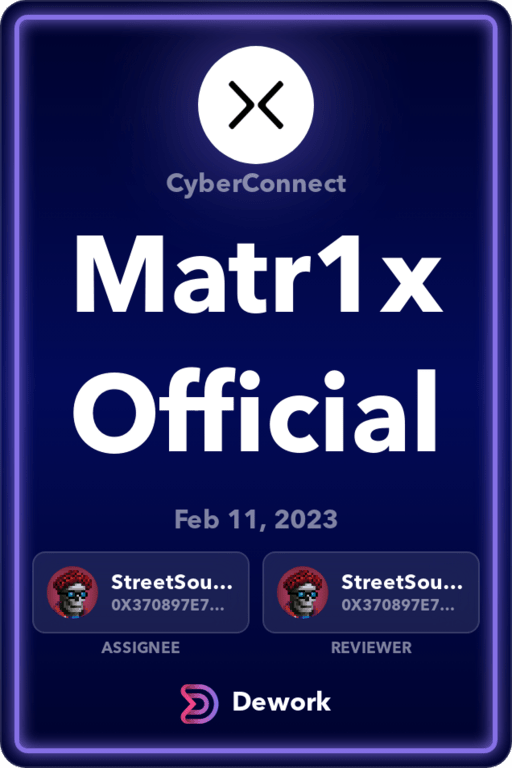 CyberConnect
Matr1x
Official
Feb 11, 2023
StreetSou...
0X370897E7...
ASSIGNEE
StreetSou...
0X370897E7...
REVIEWER
Dework